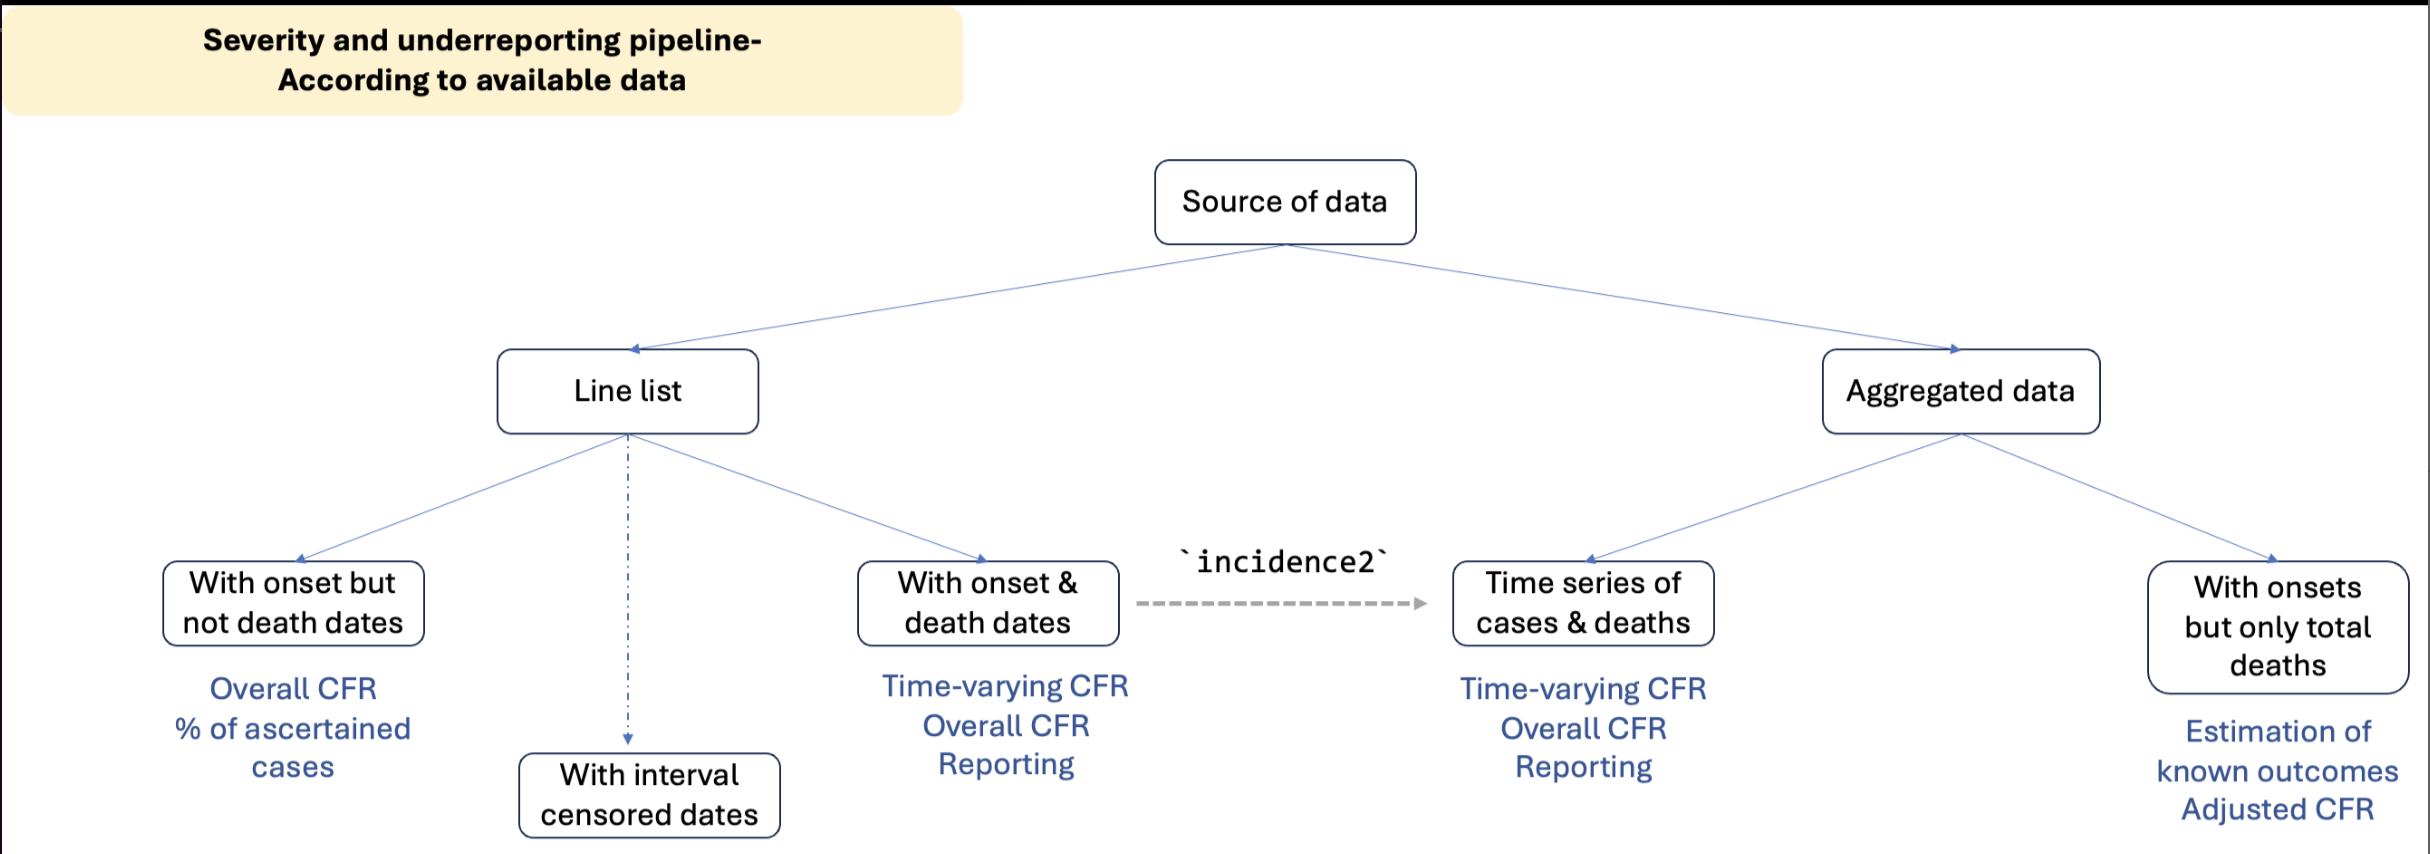 Severity and underreporting pipeline-
According to available data
Source of data
Line list
Aggregated data
With onset but
not death dates
Overall CFR
% of ascertained
cases
With interval
censored dates
With onset &
death dates
Time-varying CFR
Overall CFR
Reporting
`incidence2`
Time series of
cases & deaths
Time-varying CFR
Overall CFR
Reporting
With onsets
but only total
deaths
Estimation of
known outcomes
Adjusted CFR